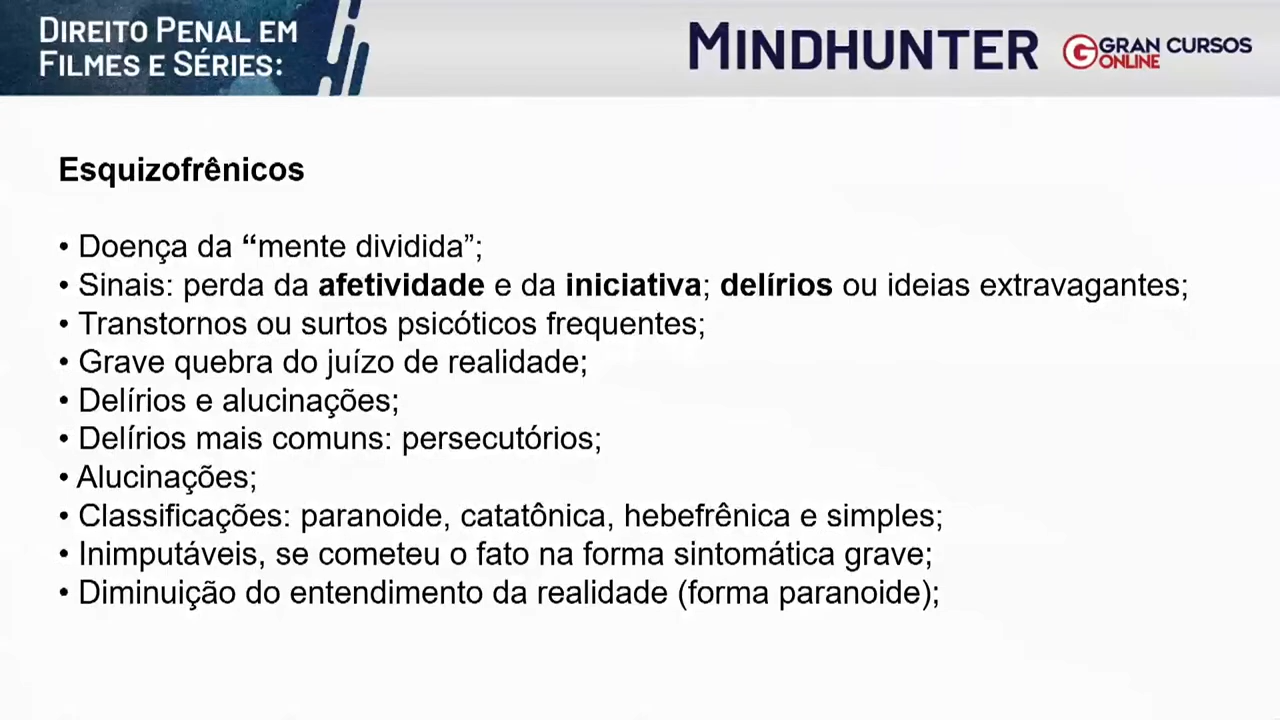 DIREITO PENAL EM
FILMES E SÉRIES:
MINDHUNTER
GRAN CURSOS
ONLINE
Esquizofrênicos
• Doença da “mente dividida”;
• Sinais: perda da afetividade e da iniciativa; delírios ou ideias extravagantes;
• Transtornos ou surtos psicóticos frequentes;
• Grave quebra do juízo de realidade;
• Delírios e alucinações;
• Delírios mais comuns: persecutórios;
• Alucinações;
• Classificações: paranoide, catatônica, hebefrênica e simples;
• Inimputáveis, se cometeu o fato na forma sintomática grave;
• Diminuição do entendimento da realidade (forma paranoide);